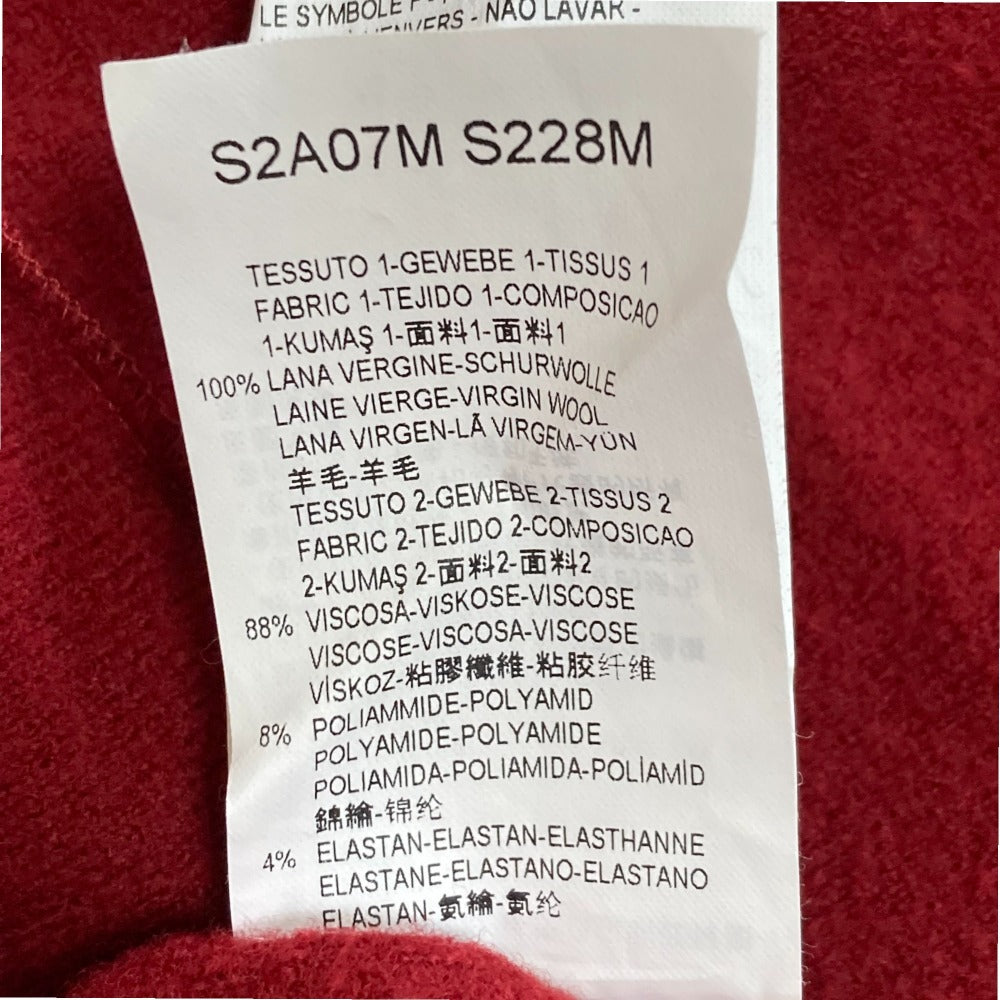 LE SYMBOLE
- NÃO LAVAR -
S2A07M S228M
TESSUTO 1-GEWEBE 1-TISSUS 1
FABRIC 1-TEJIDO 1-COMPOSICAO
1-KUMAŞ 1-面料1-面料1
100% LANA VERGINE-SCHURWOLLE
LAINE VIERGE-VIRGIN WOOL
LANA VIRGEN-LÃ VIRGEM-YÜN
羊毛-羊毛
TESSUTO 2-GEWEBE 2-TISSUS 2
FABRIC 2-TEJIDO 2-COMPOSICAO
2-KUMAŞ 2-面料2-面料2
88% VISCOSA-VISKOSE-VISCOSE
VISCOSE-VISCOSA-VISCOSE
VİSKOZ-粘膠纖維-粘胶纤维
8% POLIAMMIDE-POLYAMID
POLYAMIDE-POLYAMIDE
POLIAMIDA-POLIAMIDA-POLİAMİD
錦綸-锦纶
4% ELASTAN-ELASTAN-ELASTHANNE
ELASTANE-ELASTANO-ELASTANO
ELASTAN-氨綸-氨纶